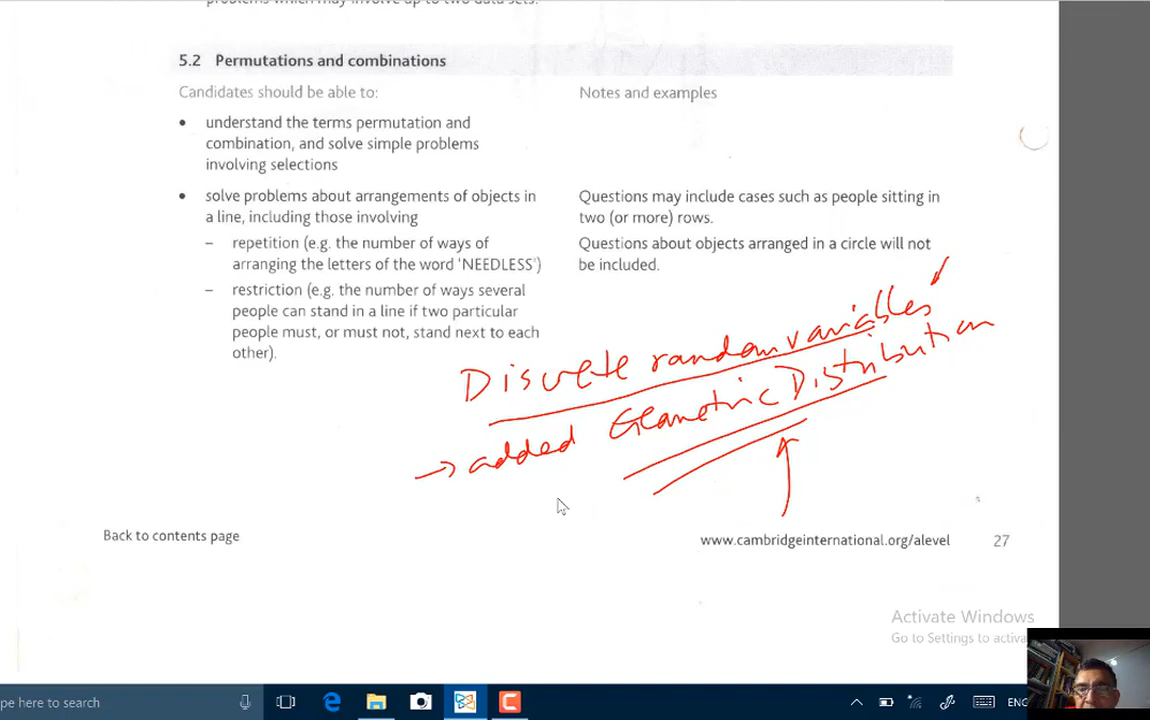 problems which may involve up to two data sets.
5.2 Permutations and combinations
Candidates should be able to:
Notes and examples
• understand the terms permutation and
combination, and solve simple problems
involving selections
• solve problems about arrangements of objects in
a line, including those involving
– repetition (e.g. the number of ways of
arranging the letters of the word 'NEEDLESS')
– restriction (e.g. the number of ways several
people can stand in a line if two particular
people must, or must not, stand next to each
other).
Questions may include cases such as people sitting in
two (or more) rows.
Questions about objects arranged in a circle will not
be included.
Discrete random variables
→ added Geometric Distribution
Back to contents page
www.cambridgeinternational.org/alevel 27
Activate Windows
Go to Settings to activa
pe here to search
ENG